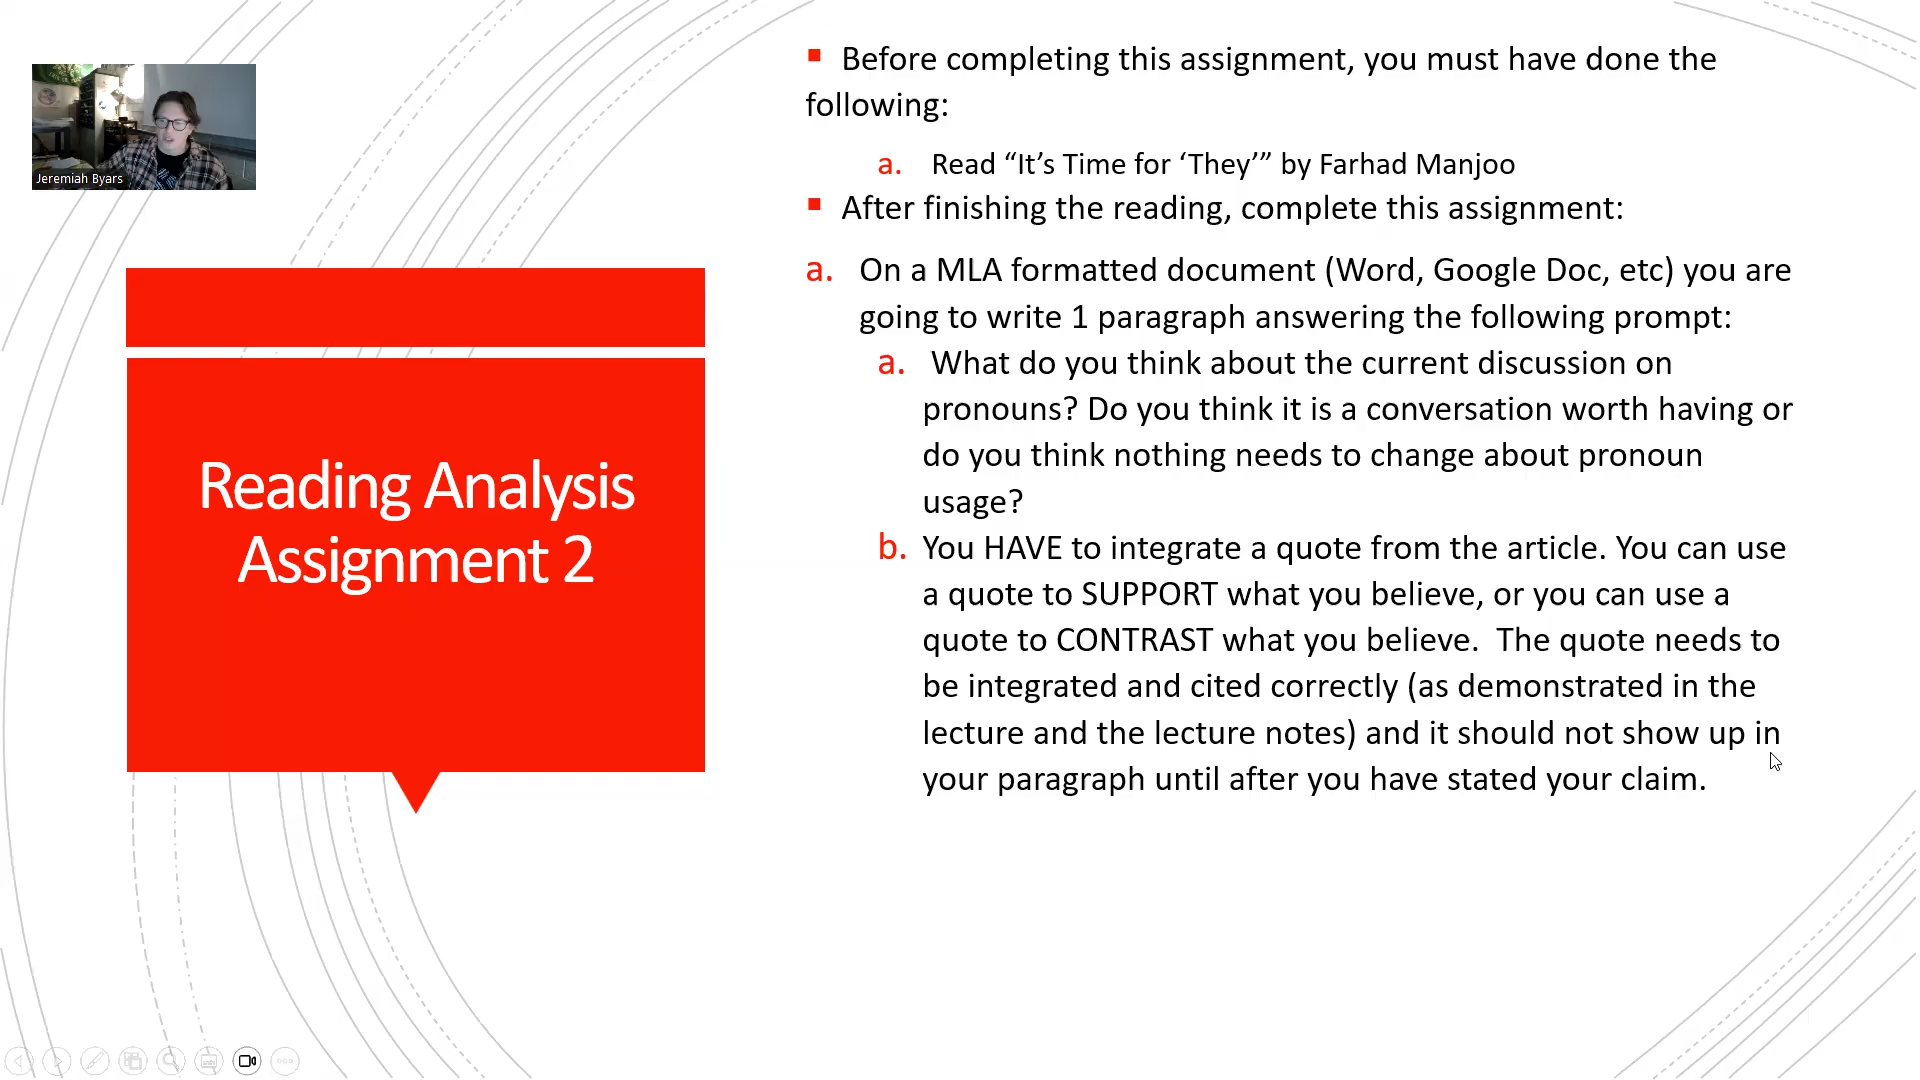 Jeremiah Byars
Reading Analysis
Assignment 2
Before completing this assignment, you must have done the
following:
a. Read “It’s Time for ‘They’” by Farhad Manjoo
After finishing the reading, complete this assignment:
a. On a MLA formatted document (Word, Google Doc, etc) you are
going to write 1 paragraph answering the following prompt:
a. What do you think about the current discussion on
pronouns? Do you think it is a conversation worth having or
do you think nothing needs to change about pronoun
usage?
b. You HAVE to integrate a quote from the article. You can use
a quote to SUPPORT what you believe, or you can use a
quote to CONTRAST what you believe. The quote needs to
be integrated and cited correctly (as demonstrated in the
lecture and the lecture notes) and it should not show up in
your paragraph until after you have stated your claim.